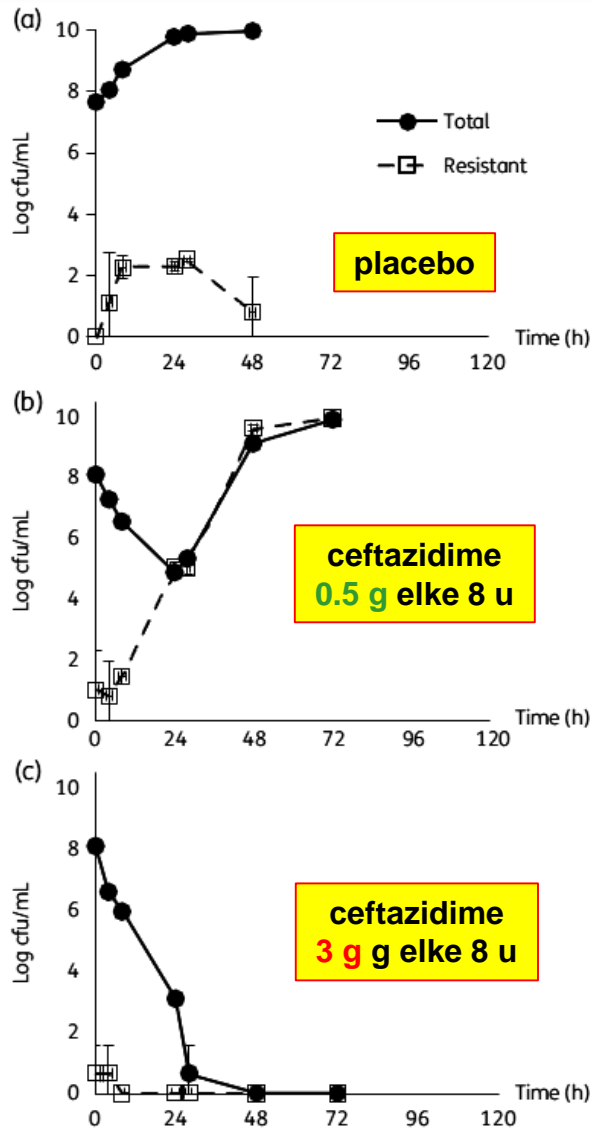 (a)
10
8
6
4
2
0
Log cfu/mL
Total
Resistant
placebo
0 24 48 72 96 120
Time (h)
(b)
10
8
6
4
2
0
Log cfu/mL
ceftazidime
0.5 g elke 8 u
0 24 48 72 96 120
Time (h)
(c)
10
8
6
4
2
0
Log cfu/mL
ceftazidime
3 g g elke 8 u
0 24 48 72 96 120
Time (h)